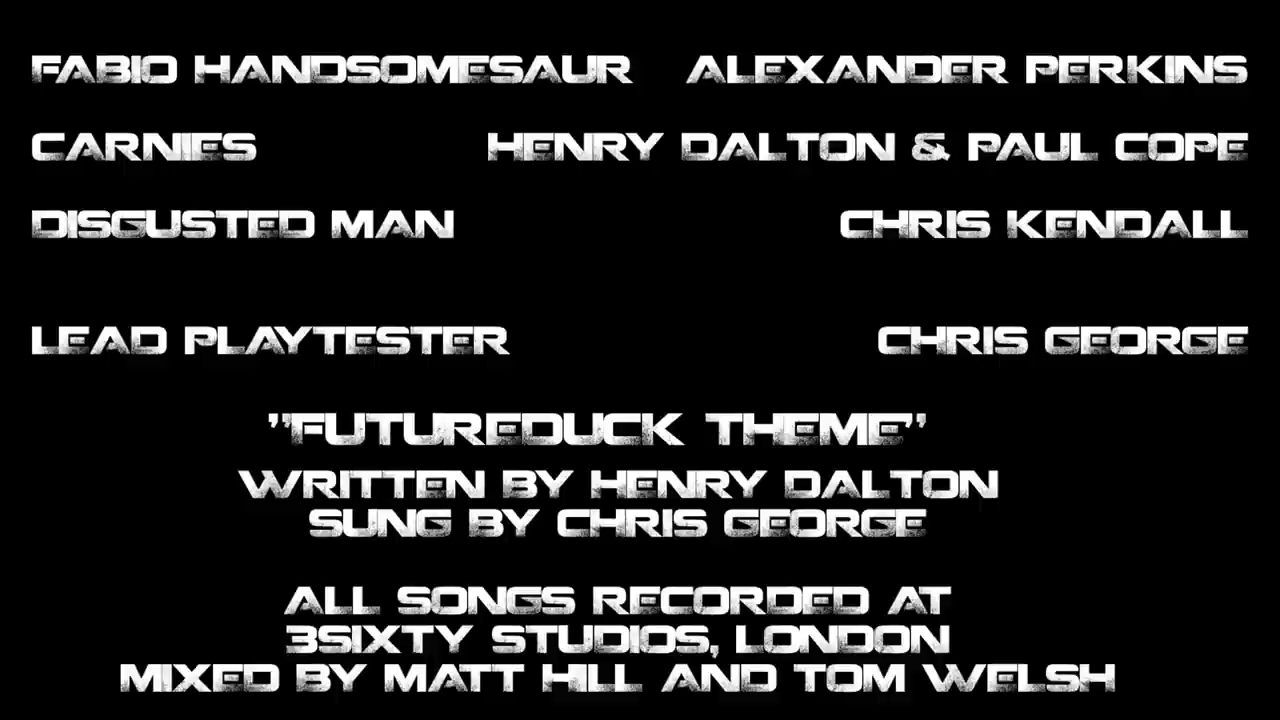 FABIO HANDSOMESAUR ALEXANDER PERKINS
CARNIES HENRY DALTON & PAUL COPE
DISGUSTED MAN CHRIS KENDALL
LEAD PLAYTESTER CHRIS GEORGE
"FUTUREDUCK THEME"
WRITTEN BY HENRY DALTON
SUNG BY CHRIS GEORGE
ALL SONGS RECORDED AT
3SIXTY STUDIOS, LONDON
MIXED BY MATT HILL AND TOM WELSH